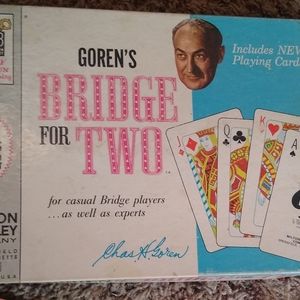 GOREN'S
BRIDGE
FOR TWO
Includes NEW
Playing Cards
J
Q
K
A
for casual Bridge players
...as well as experts
Chas. H. Goren
ON
LEY
PANY
U.S.A.